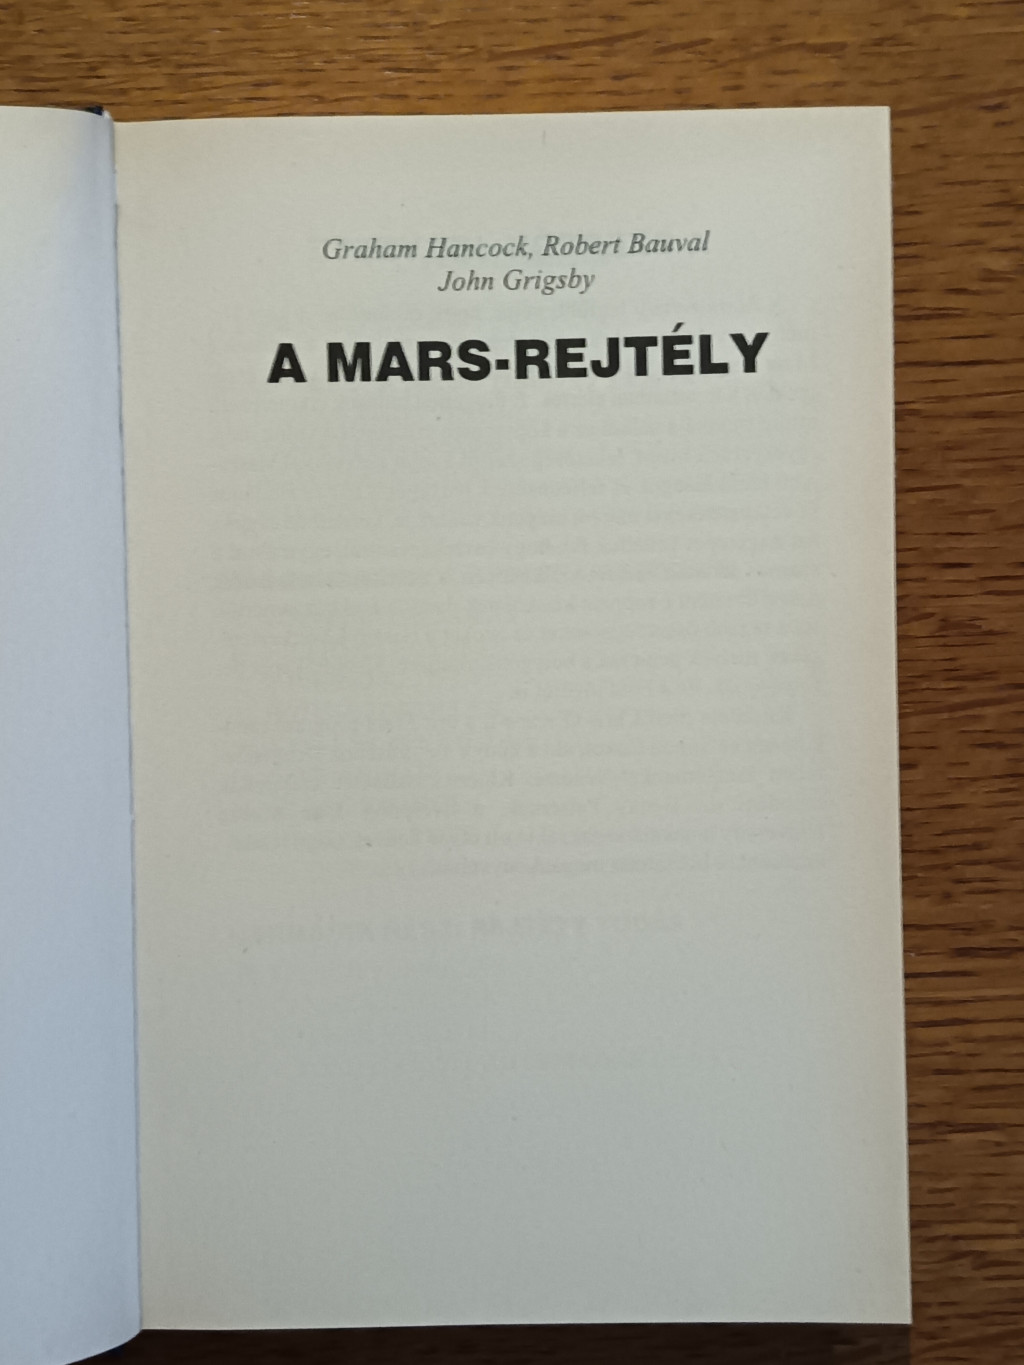 Graham Hancock, Robert Bauval
John Grigsby
A MARS-REJTÉLY